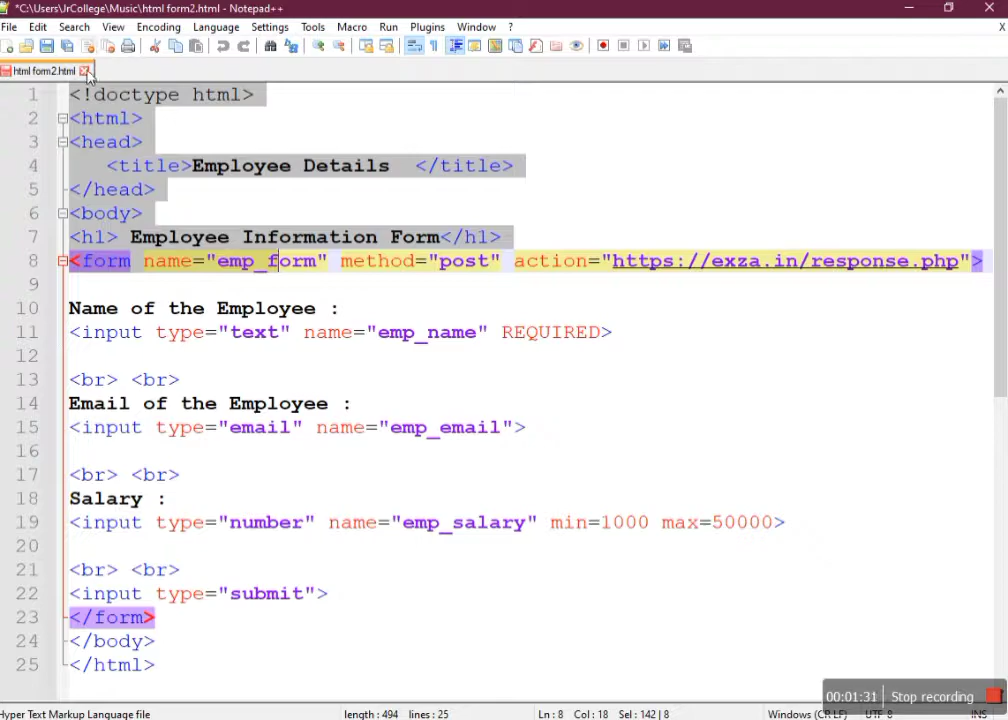 *C:\Users\JrCollege\Music\html form2.html - Notepad++
File Edit Search View Encoding Language Settings Tools Macro Run Plugins Window ? X
html form2.html
1 <!doctype html>
2 <html>
3 <head>
4 <title>Employee Details </title>
5 </head>
6 <body>
7 <h1> Employee Information Form</h1>
8 <form name="emp_form" method="post" action="https://exza.in/response.php">
9
10 Name of the Employee :
11 <input type="text" name="emp_name" REQUIRED>
12
13 <br> <br>
14 Email of the Employee :
15 <input type="email" name="emp_email">
16
17 <br> <br>
18 Salary :
19 <input type="number" name="emp_salary" min=1000 max=50000>
20
21 <br> <br>
22 <input type="submit">
23 </form>
24 </body>
25 </html>
00:01:31 Stop recording
Hyper Text Markup Language file length : 494 lines : 25 Ln : 8 Col : 18 Sel : 142 | 8 Windows (CR LF) UTF-8 INS